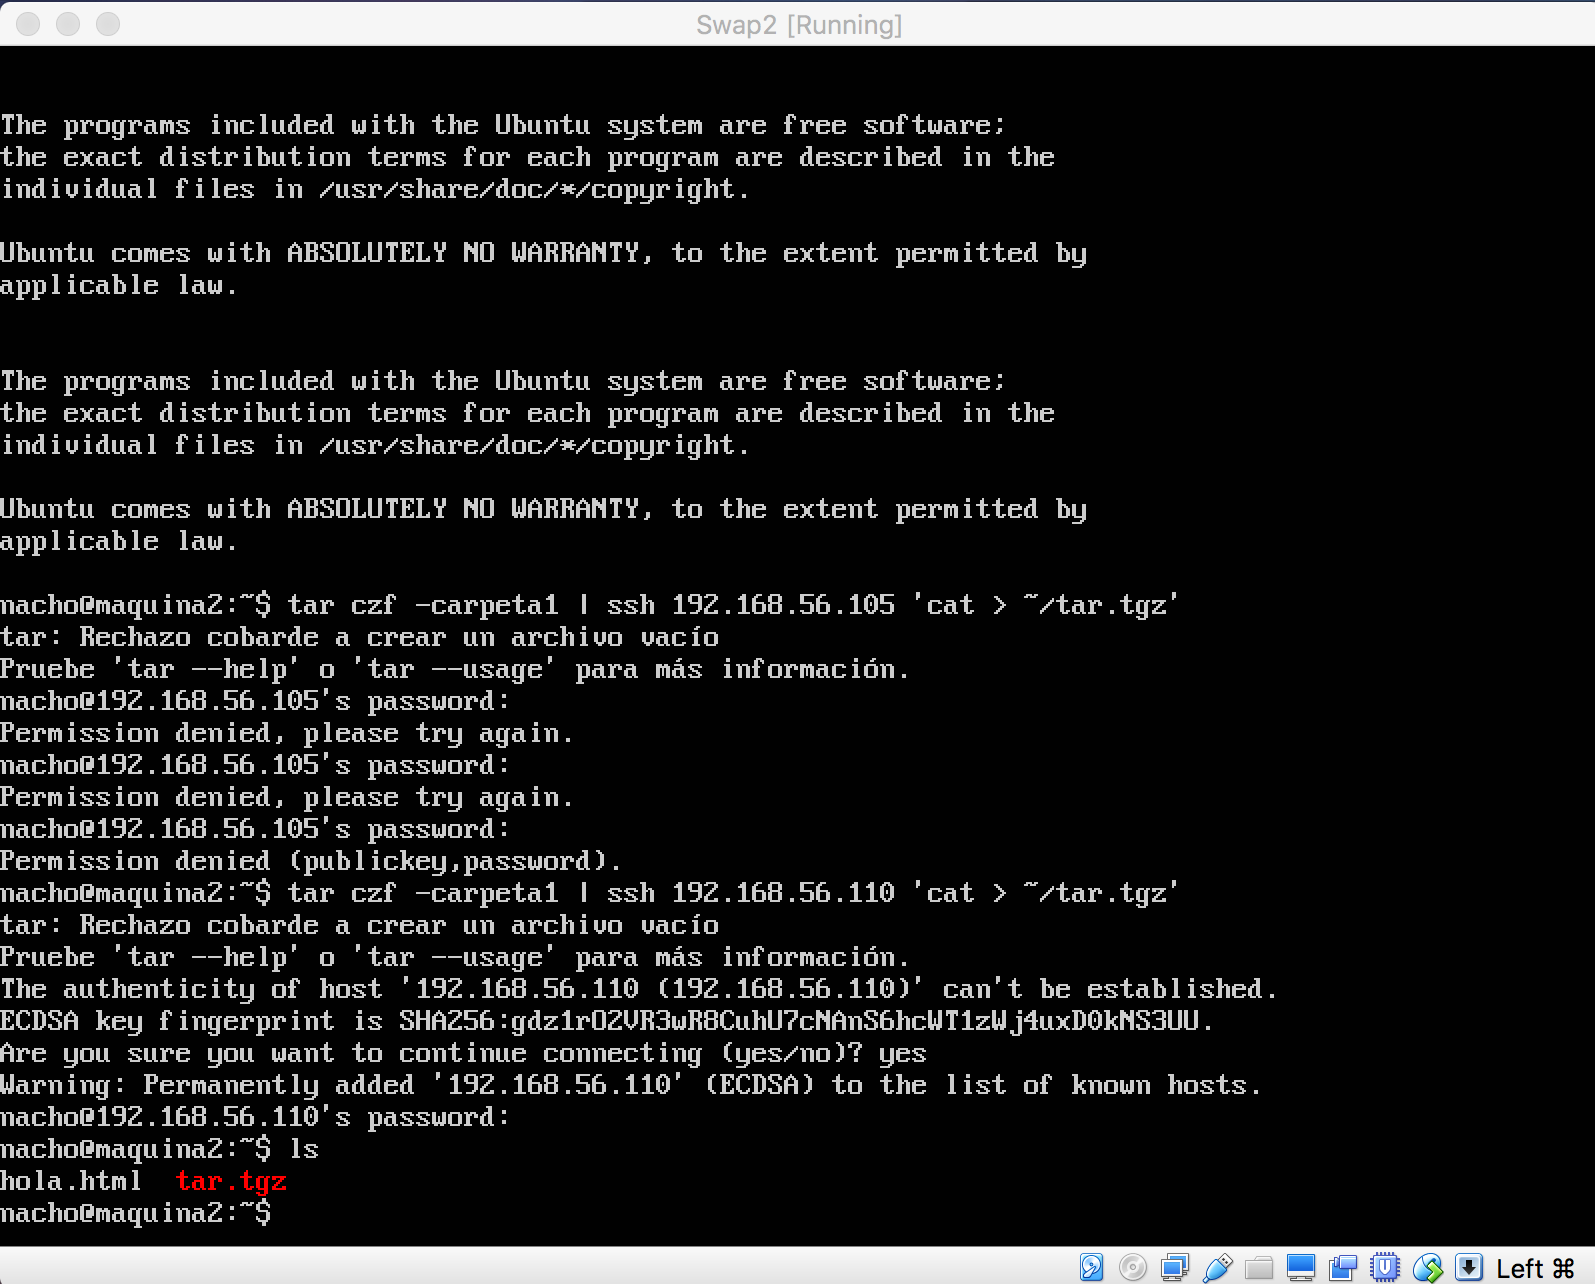 Swap2 [Running]
The programs included with the Ubuntu system are free software;
the exact distribution terms for each program are described in the
individual files in /usr/share/doc/*/copyright.
Ubuntu comes with ABSOLUTELY NO WARRANTY, to the extent permitted by
applicable law.
The programs included with the Ubuntu system are free software;
the exact distribution terms for each program are described in the
individual files in /usr/share/doc/*/copyright.
Ubuntu comes with ABSOLUTELY NO WARRANTY, to the extent permitted by
applicable law.
nacho@maquina2:~$ tar czf -carpeta1 | ssh 192.168.56.105 'cat > ~/tar.tgz'
tar: Rechazo cobarde a crear un archivo vacío
Pruebe 'tar --help' o 'tar --usage' para más información.
nacho@192.168.56.105's password:
Permission denied, please try again.
nacho@192.168.56.105's password:
Permission denied, please try again.
nacho@192.168.56.105's password:
Permission denied (publickey,password).
nacho@maquina2:~$ tar czf -carpeta1 | ssh 192.168.56.110 'cat > ~/tar.tgz'
tar: Rechazo cobarde a crear un archivo vacío
Pruebe 'tar --help' o 'tar --usage' para más información.
The authenticity of host '192.168.56.110 (192.168.56.110)' can't be established.
ECDSA key fingerprint is SHA256:gdz1rO2VR3wR8CuhU7cNAnS6hcWT1zWj4uxD0kNS3UU.
Are you sure you want to continue connecting (yes/no)? yes
Warning: Permanently added '192.168.56.110' (ECDSA) to the list of known hosts.
nacho@192.168.56.110's password:
nacho@maquina2:~$ ls
hola.html  tar.tgz
nacho@maquina2:~$
Left ⌘